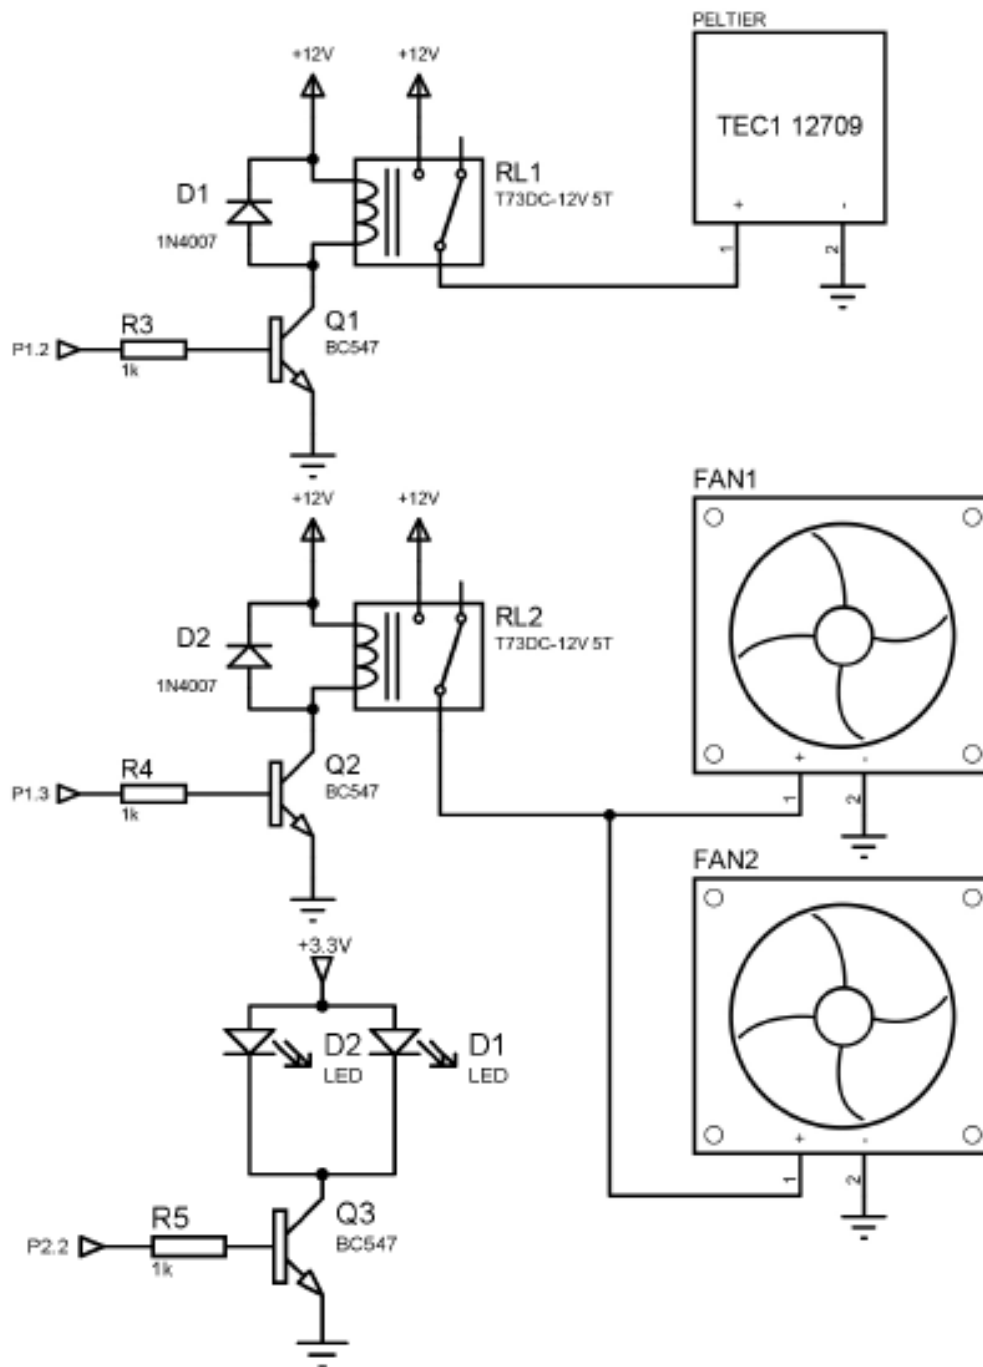 PELTIER
+12V
+12V
TEC1 12709
+
-
1
2
D1
1N4007
RL1
T73DC-12V 5T
P1.2
R3
1k
Q1
BC547
+12V
+12V
FAN1
D2
1N4007
RL2
T73DC-12V 5T
P1.3
R4
1k
Q2
BC547
+
-
1
2
FAN2
+3.3V
D2
LED
D1
LED
+
-
1
2
P2.2
R5
1k
Q3
BC547